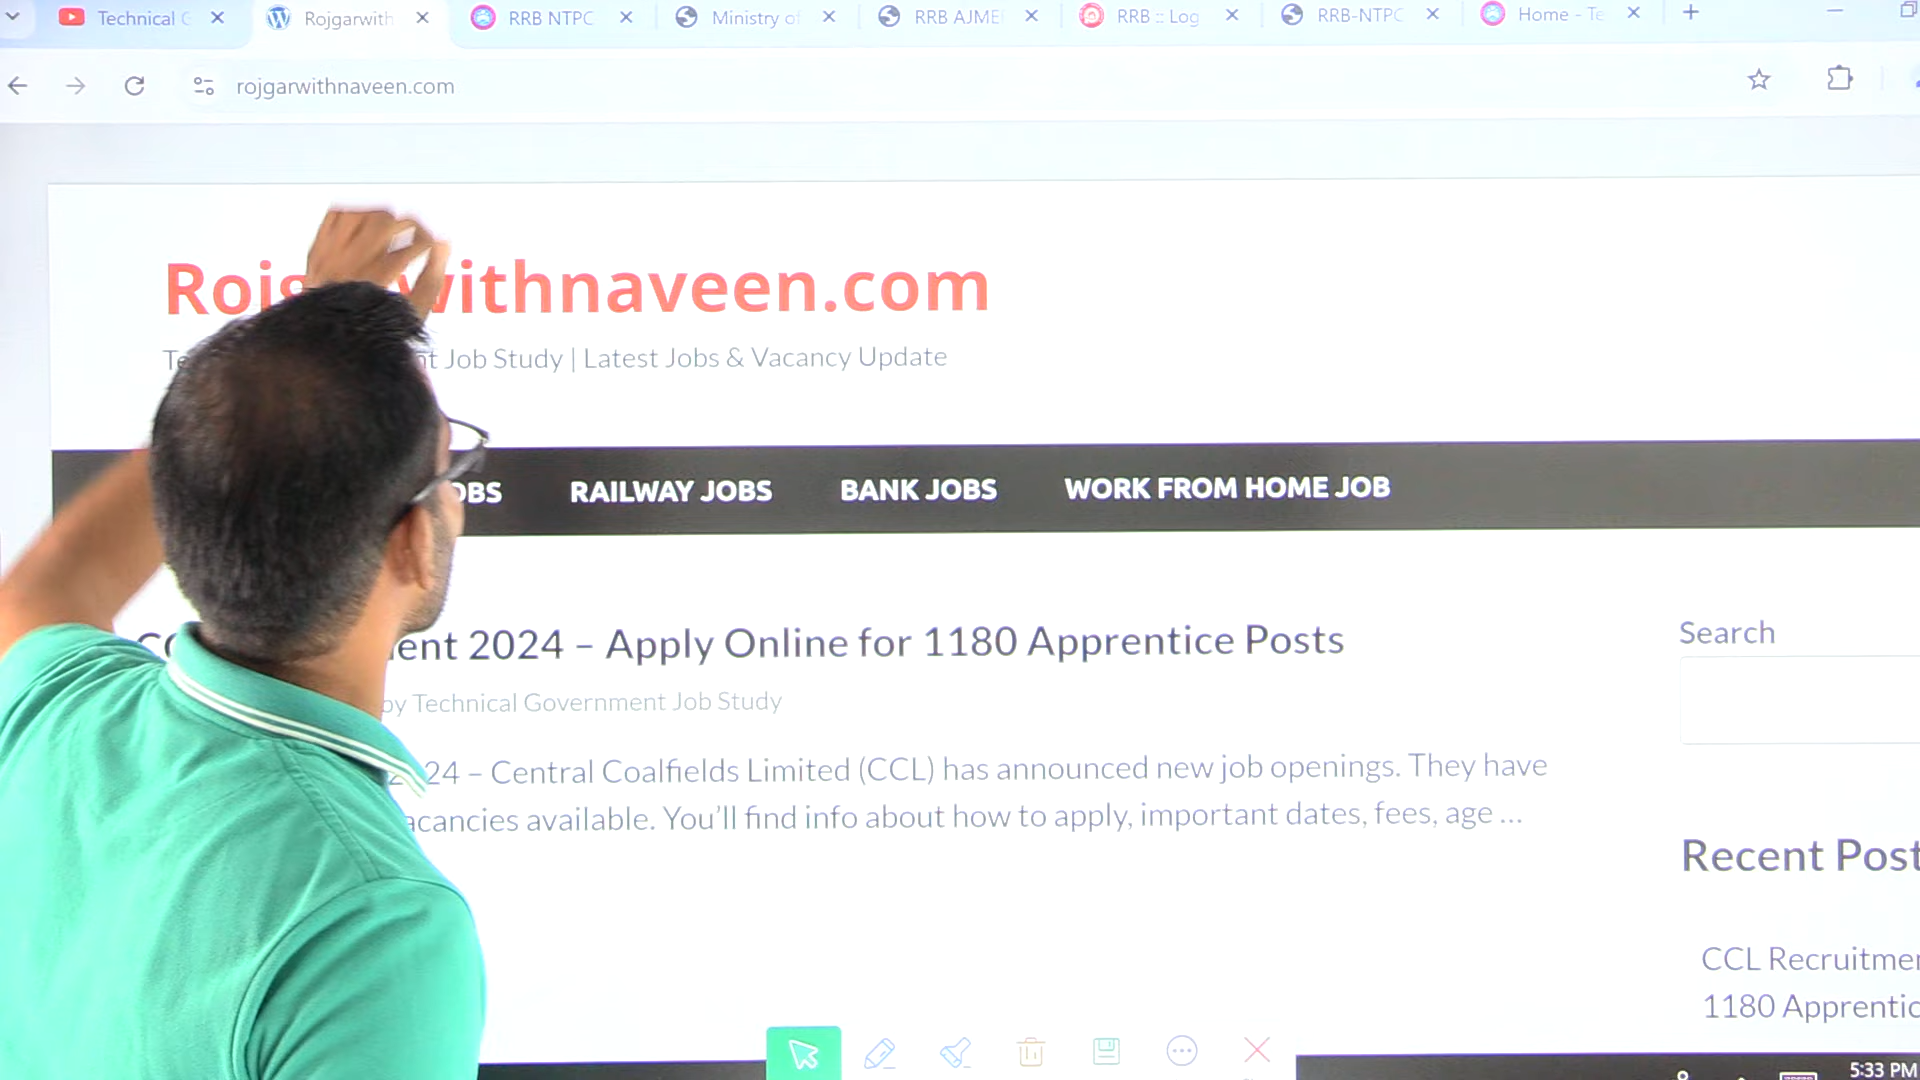 Technical G
Rojgarwith
RRB NTPC
Ministry of
RRB AJME
RRB :: Log
RRB-NTPC
Home - Te
rojgarwithnaveen.com
Rojg withnaveen.com
Te nt Job Study | Latest Jobs & Vacancy Update
OBS RAILWAY JOBS BANK JOBS WORK FROM HOME JOB
CC ent 2024 – Apply Online for 1180 Apprentice Posts
by Technical Government Job Study
24 – Central Coalfields Limited (CCL) has announced new job openings. They have
acancies available. You'll find info about how to apply, important dates, fees, age ...
Search
Recent Post
CCL Recruitme
1180 Apprentic
5:33 PM